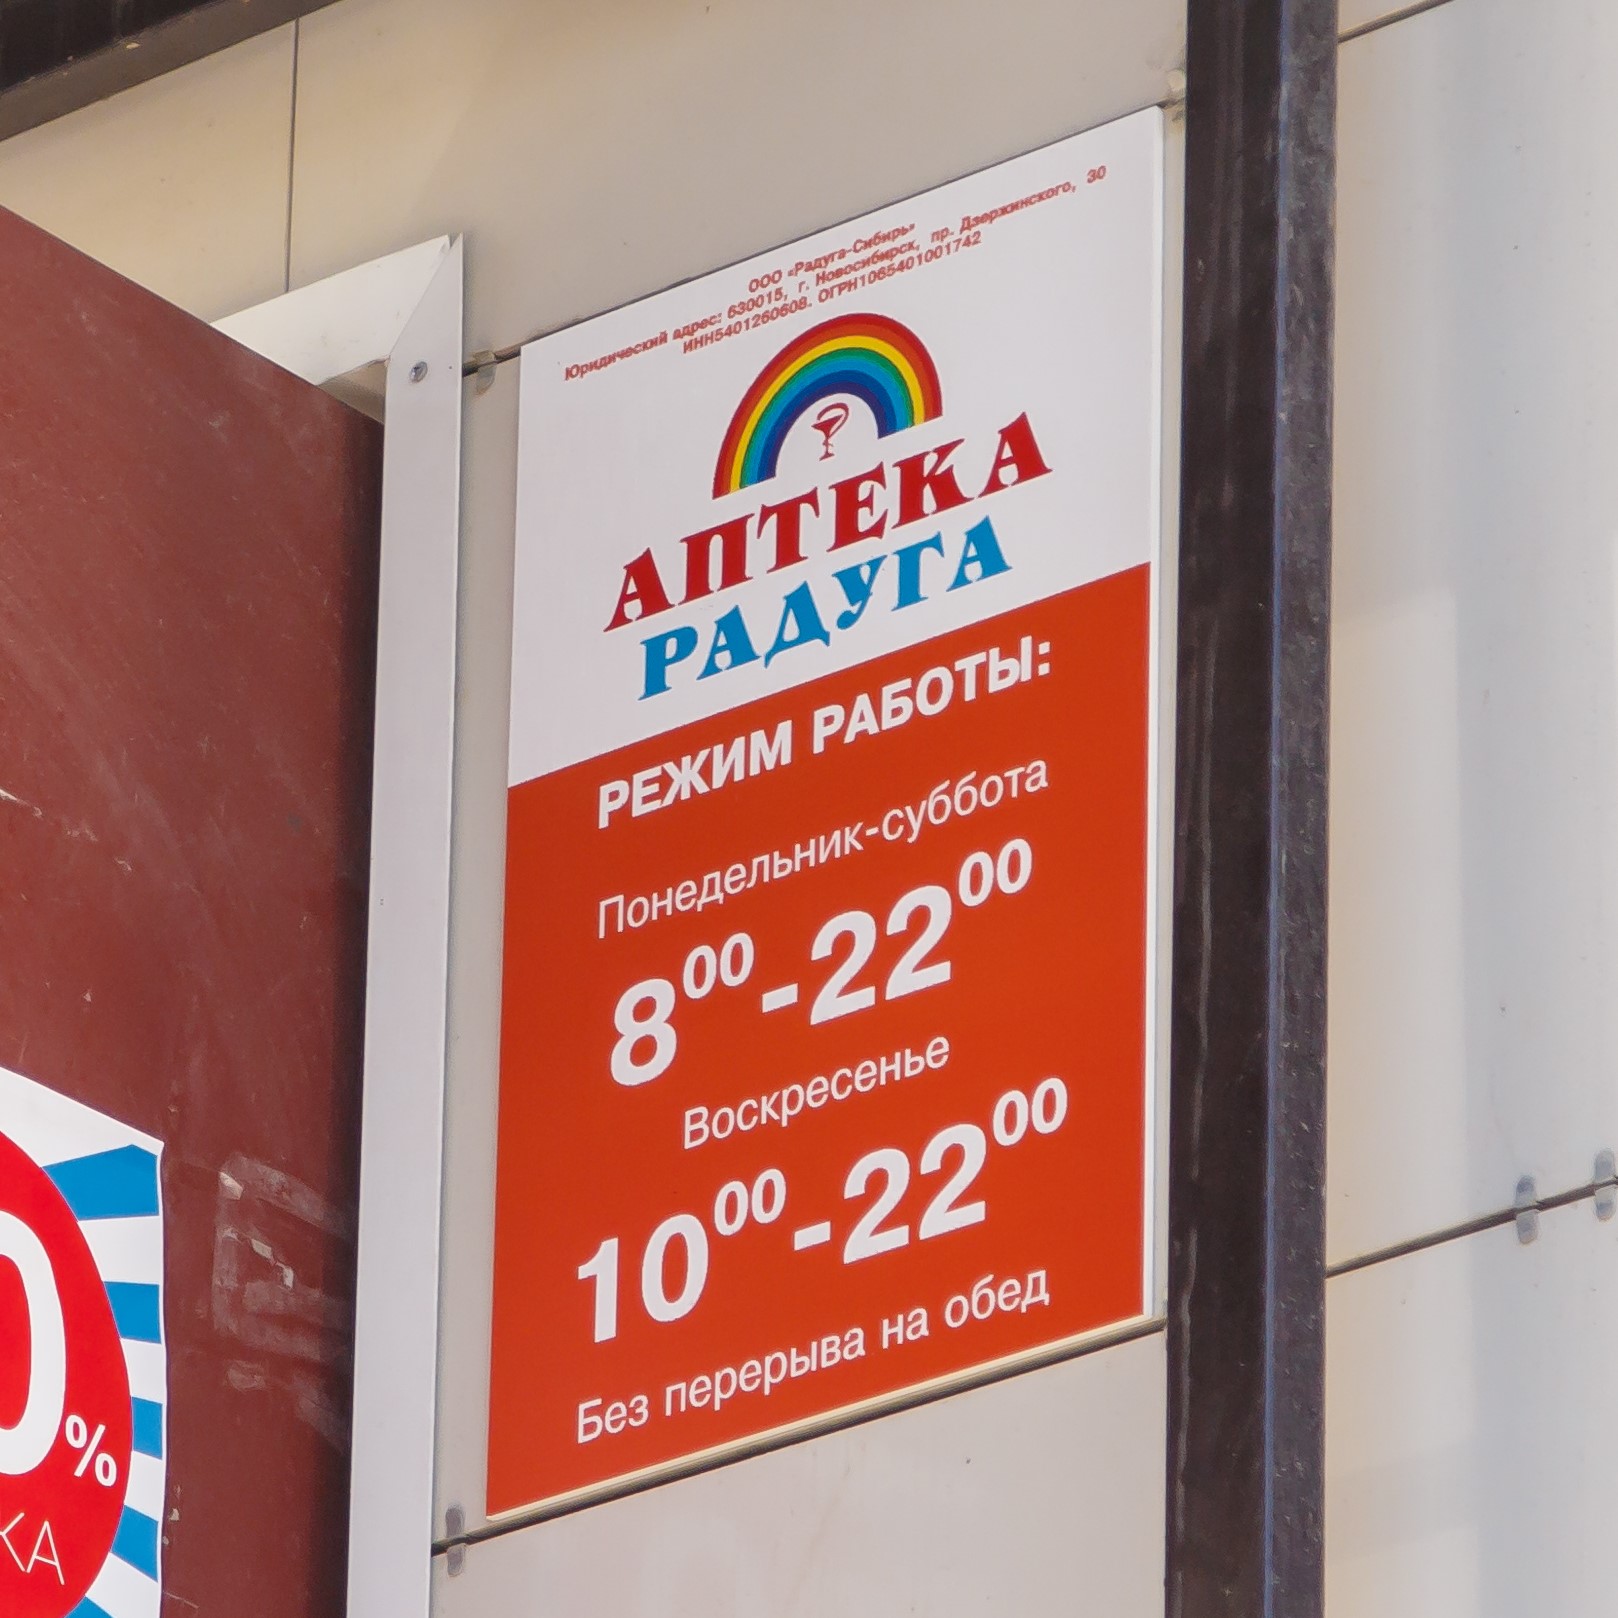 ООО «Радуга-Сибирь»
Юридический адрес: 630015, г. Новосибирск, пр. Дзержинского, 30
ИНН5401260608. ОГРН1065401001742
АПТЕКА
РАДУГА
РЕЖИМ РАБОТЫ:
Понедельник-суббота
8⁰⁰-22⁰⁰
Воскресенье
10⁰⁰-22⁰⁰
Без перерыва на обед
0%
КА